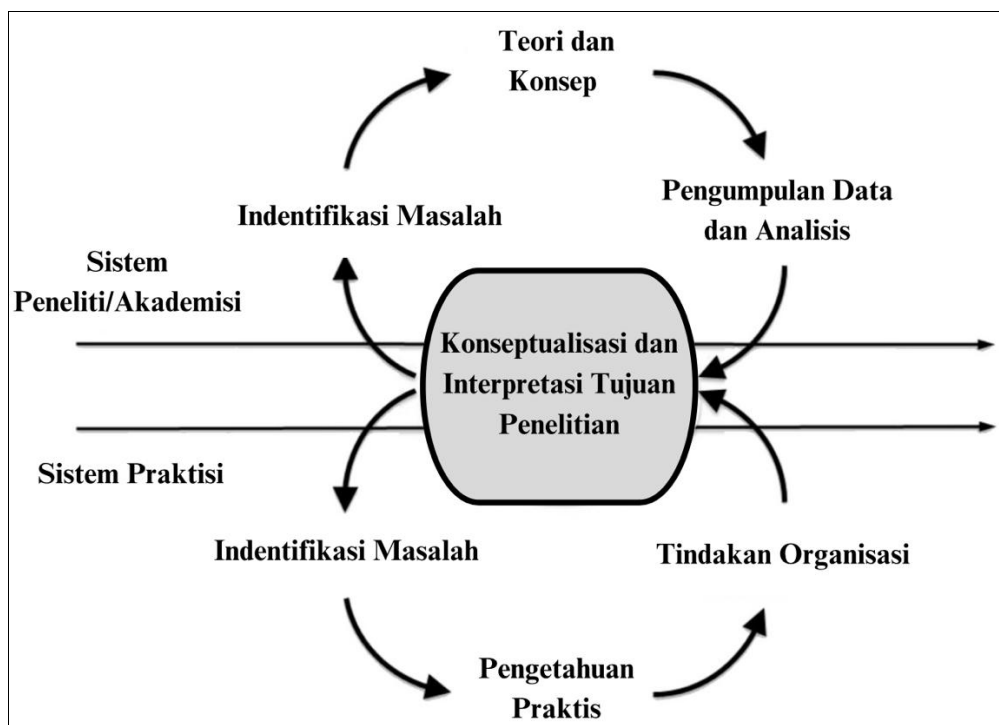 Teori dan
Konsep
Indentifikasi Masalah
Pengumpulan Data
dan Analisis
Sistem
Peneliti/Akademisi
Konseptualisasi dan
Interpretasi Tujuan
Penelitian
Sistem Praktisi
Indentifikasi Masalah
Tindakan Organisasi
Pengetahuan
Praktis